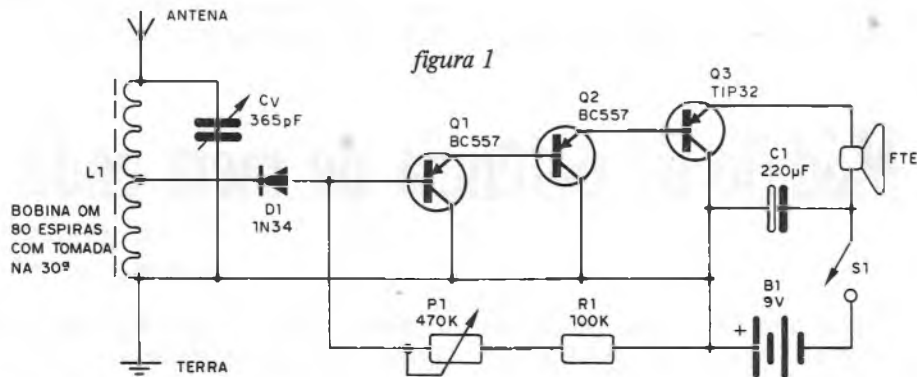 ANTENA
figura 1
CV
365pF
Q1
BC557
Q2
BC557
Q3
TIP32
L1
BOBINA OM
80 ESPIRAS
COM TOMADA
NA 30ª
D1
1N34
C1
220µF
FTE
P1
470K
R1
100K
B1
9V
+
S1
TERRA